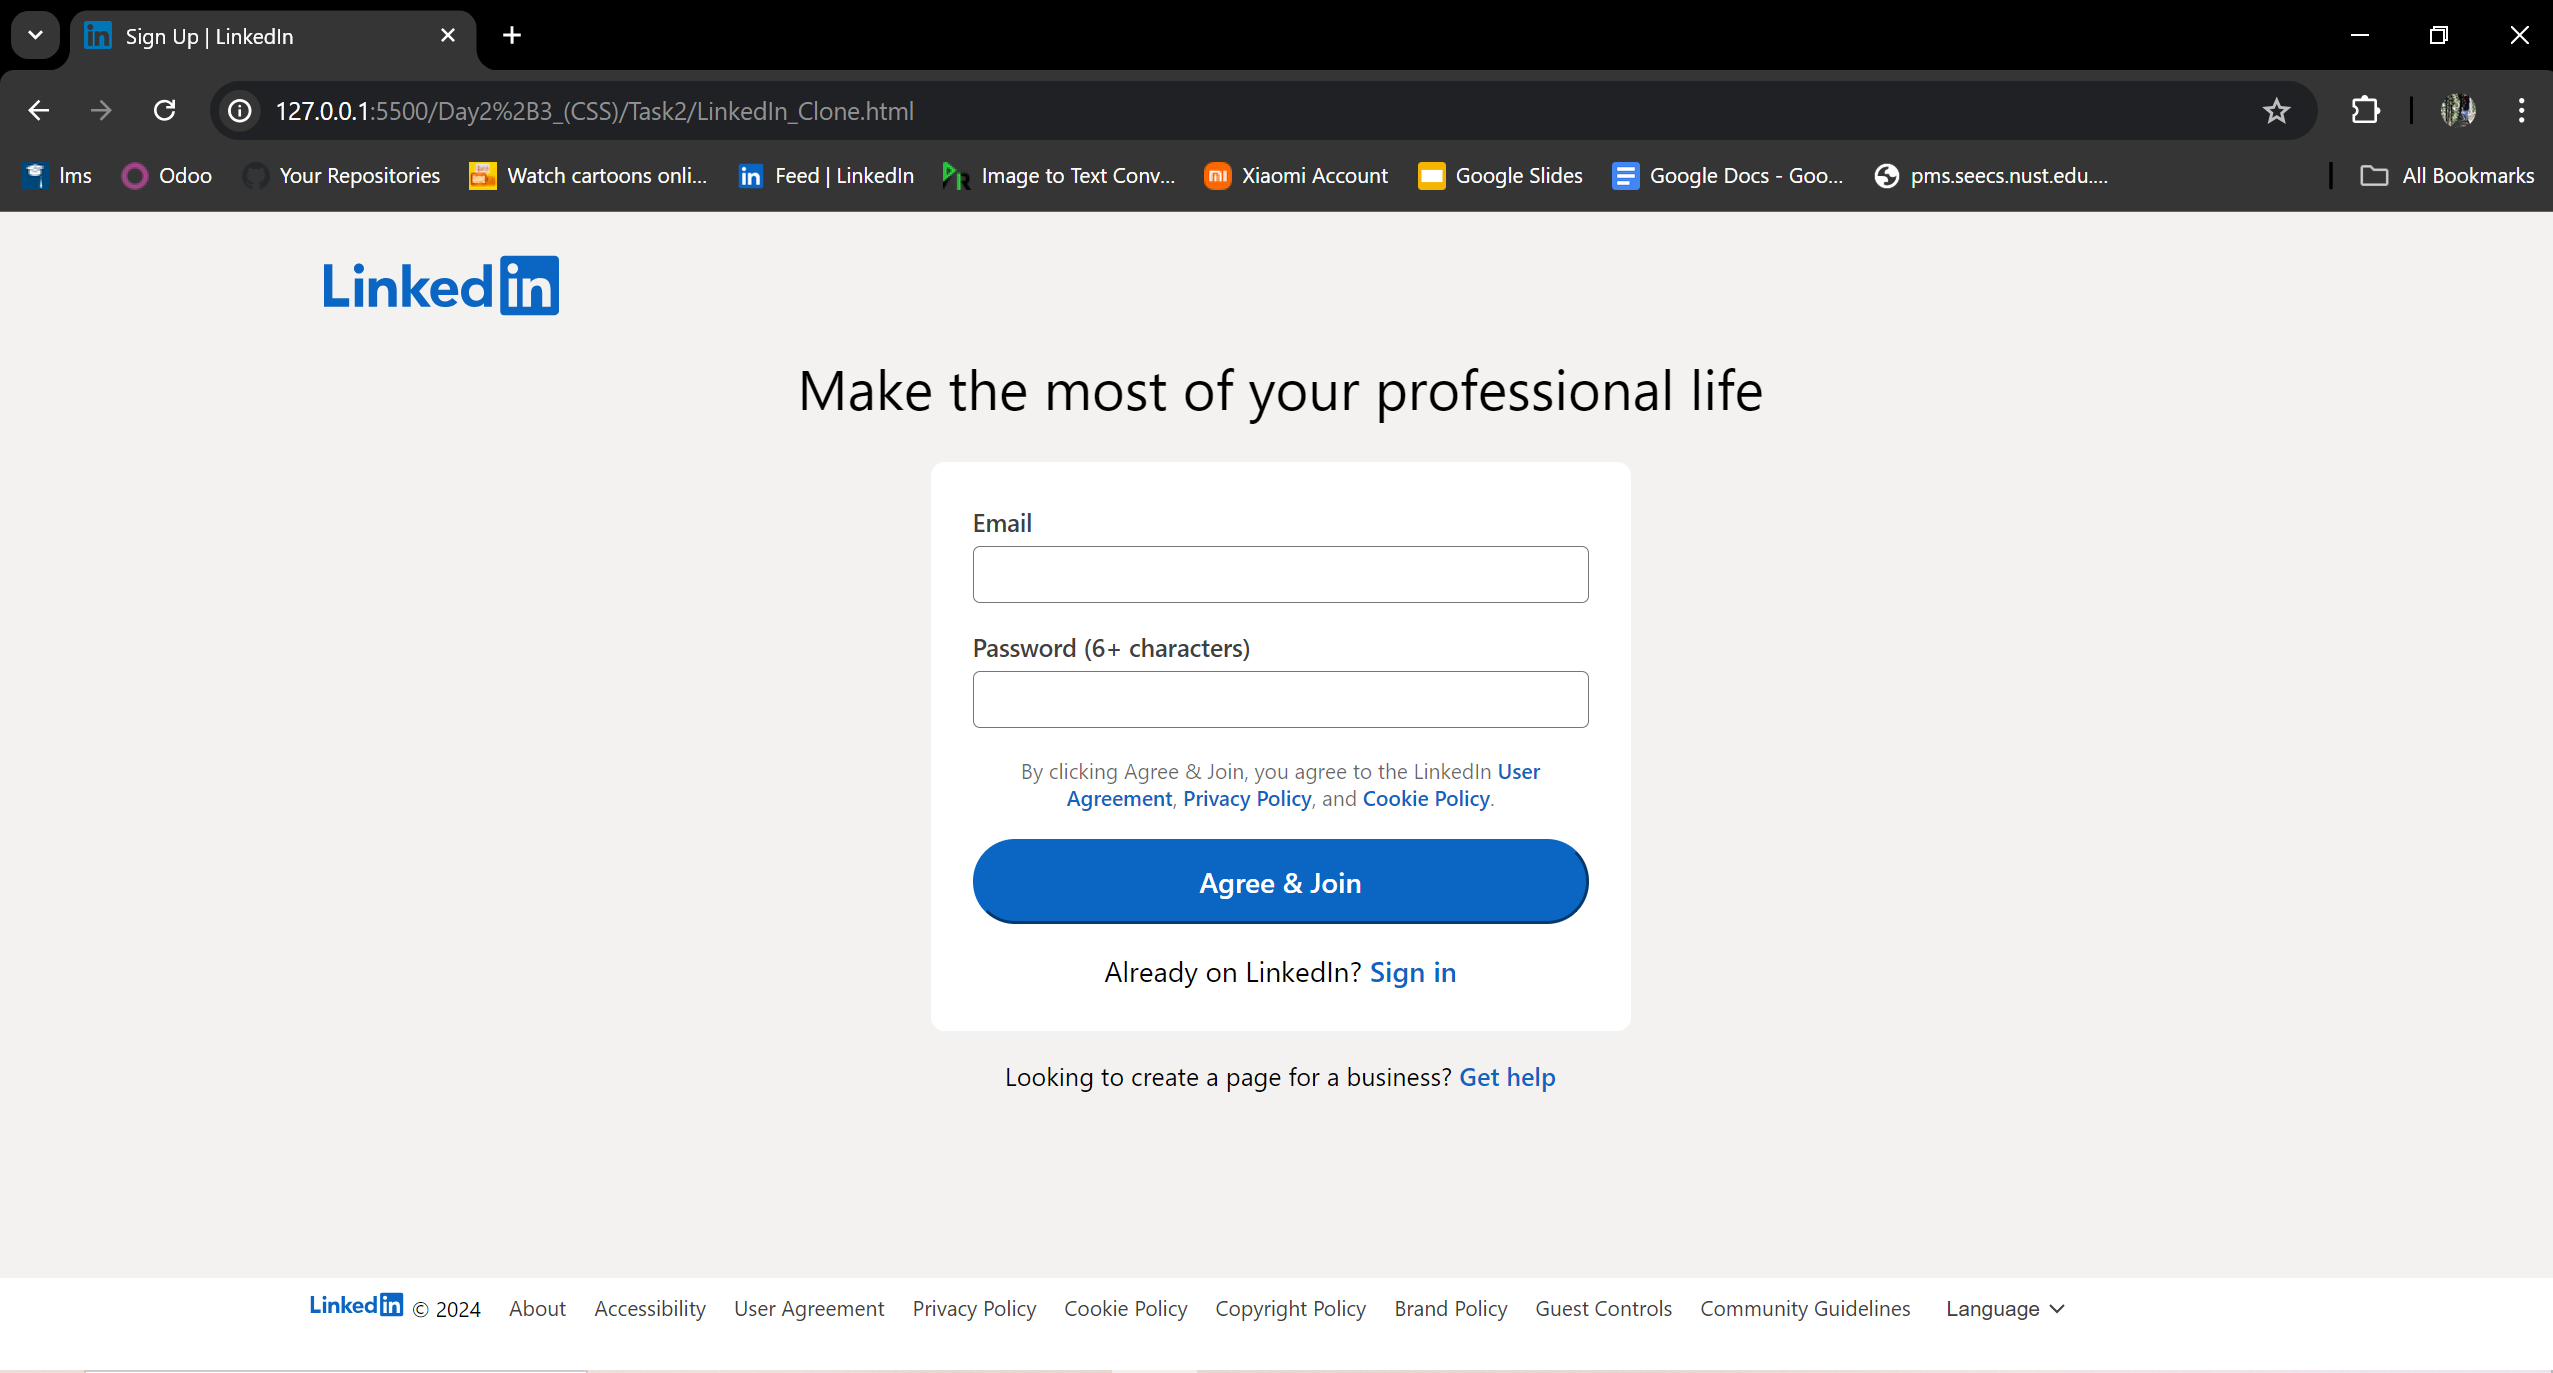 Sign Up | LinkedIn
127.0.0.1:5500/Day2%2B3_(CSS)/Task2/LinkedIn_Clone.html
lms Odoo Your Repositories Watch cartoons onli... Feed | LinkedIn Image to Text Conv... Xiaomi Account Google Slides Google Docs - Goo... pms.seecs.nust.edu.... All Bookmarks
Linkedin
Make the most of your professional life
Email
Password (6+ characters)
By clicking Agree & Join, you agree to the LinkedIn User
Agreement, Privacy Policy, and Cookie Policy.
Agree & Join
Already on LinkedIn? Sign in
Looking to create a page for a business? Get help
Linkedin © 2024 About Accessibility User Agreement Privacy Policy Cookie Policy Copyright Policy Brand Policy Guest Controls Community Guidelines Language